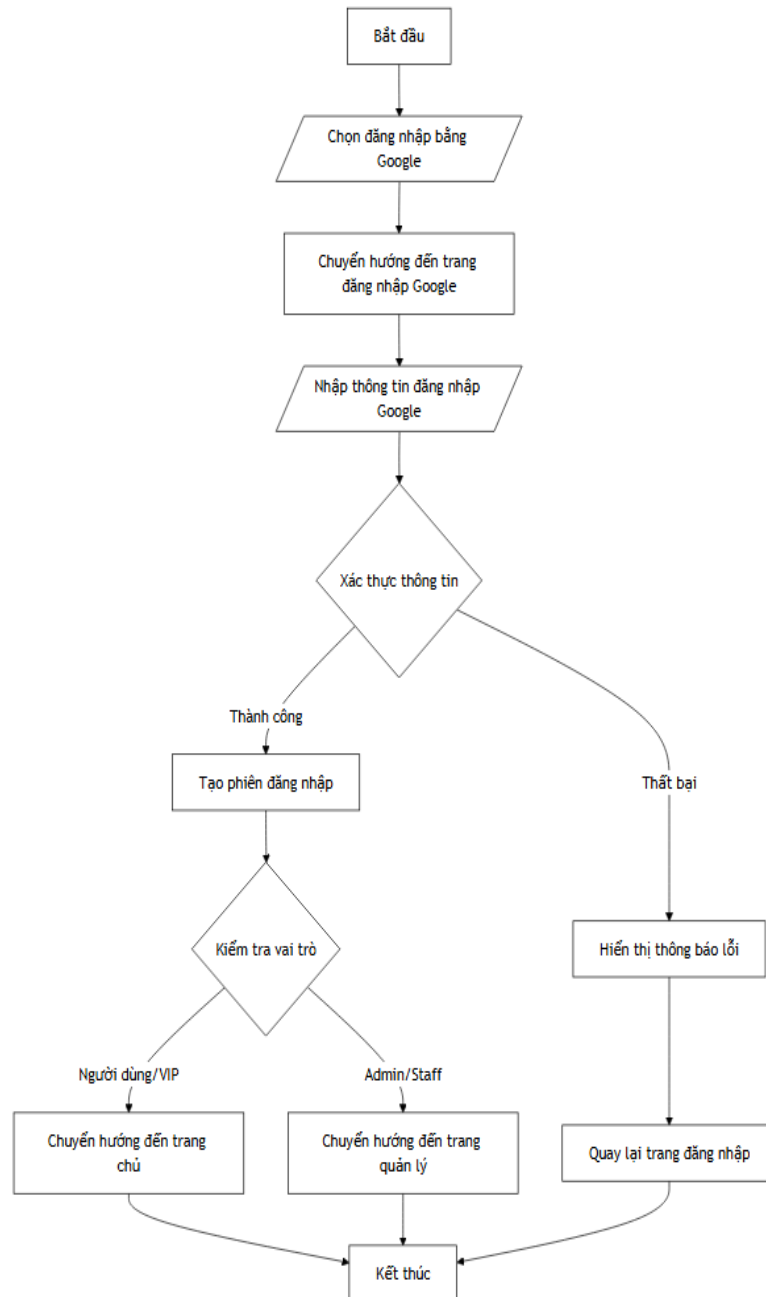 Bắt đầu
Chọn đăng nhập bằng
Google
Chuyển hướng đến trang
đăng nhập Google
Nhập thông tin đăng nhập
Google
Xác thực thông tin
Thành công
Thất bại
Tạo phiên đăng nhập
Kiểm tra vai trò
Hiển thị thông báo lỗi
Người dùng/VIP
Admin/Staff
Chuyển hướng đến trang
chủ
Chuyển hướng đến trang
quản lý
Quay lại trang đăng nhập
Kết thúc